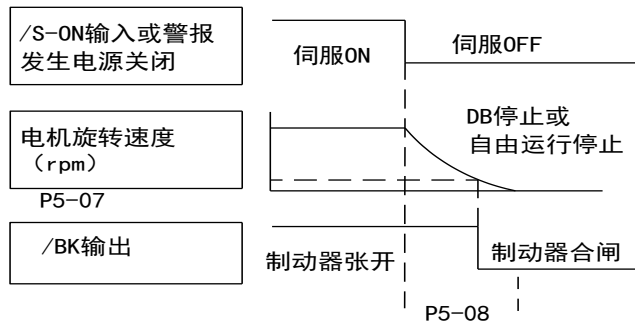 /S-ON输入或警报
发生电源关闭
伺服ON
伺服OFF
电机旋转速度
（rpm）
DB停止或
自由运行停止
P5-07
/BK输出
制动器张开
制动器合闸
P5-08